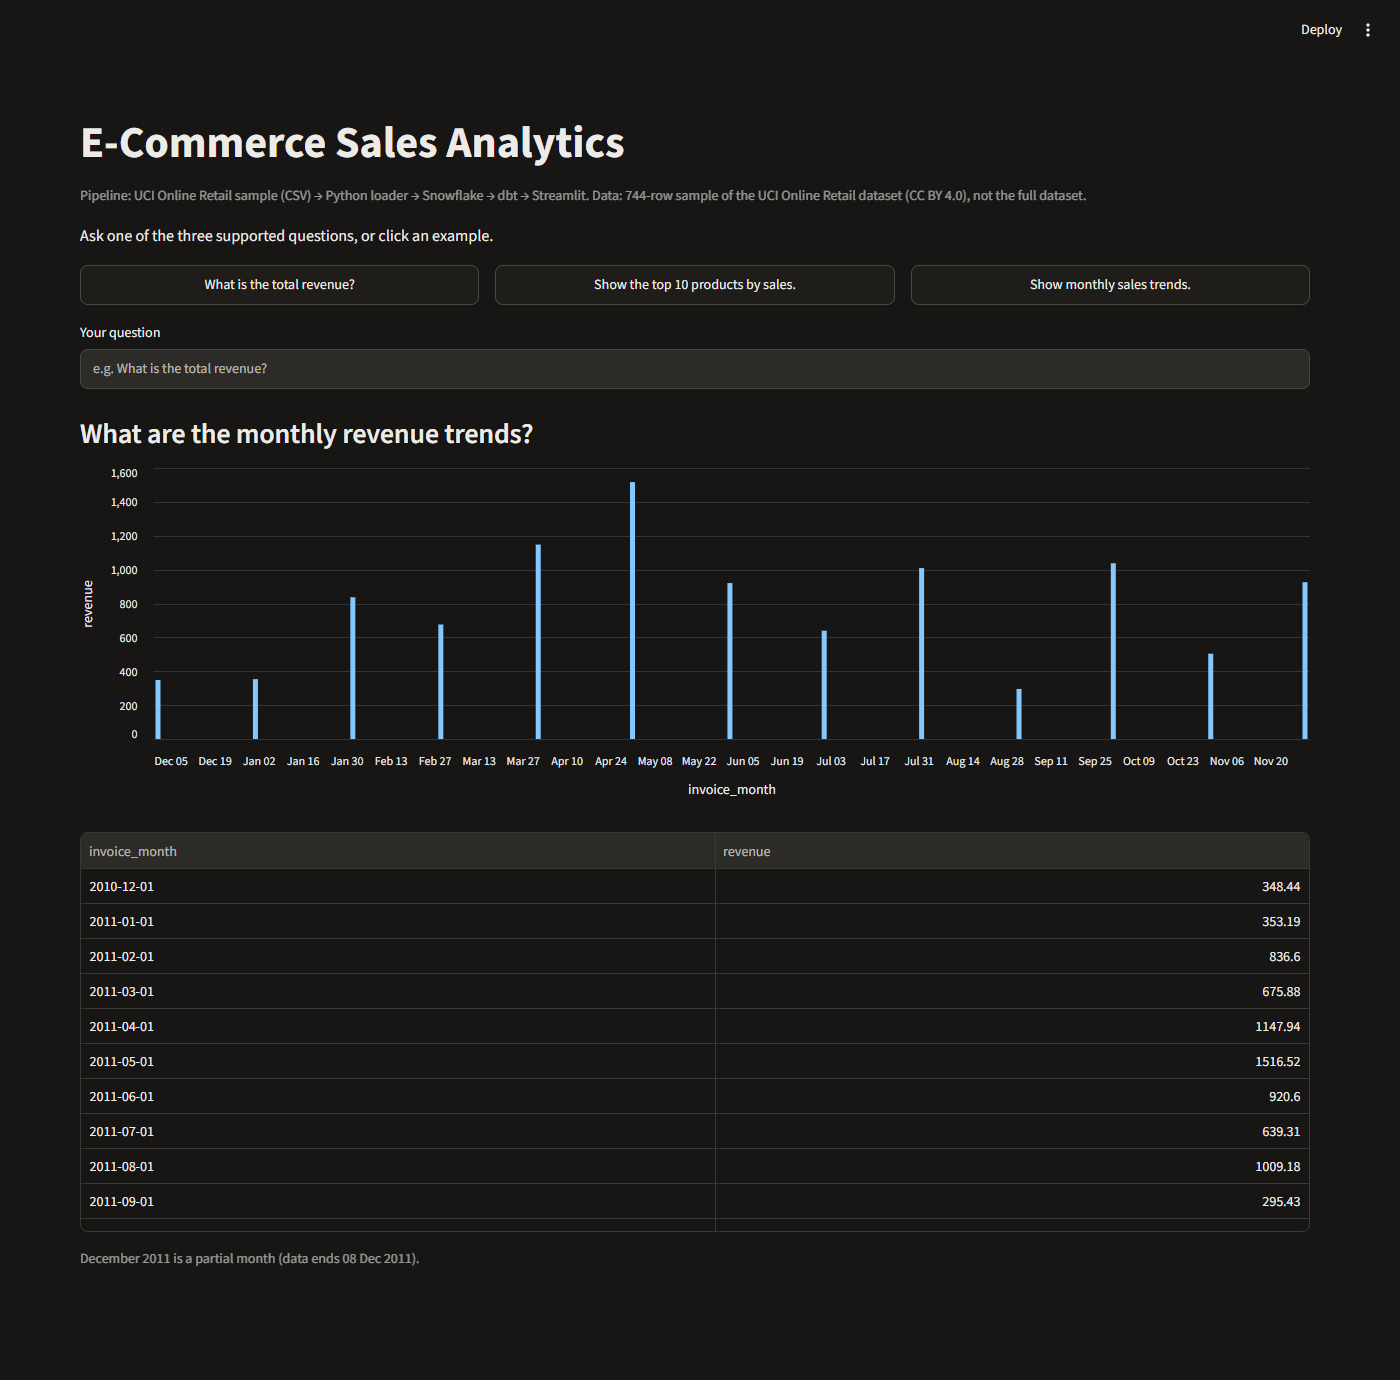 Deploy
E-Commerce Sales Analytics
Pipeline: UCI Online Retail sample (CSV) → Python loader → Snowflake → dbt → Streamlit. Data: 744-row sample of the UCI Online Retail dataset (CC BY 4.0), not the full dataset.
Ask one of the three supported questions, or click an example.
What is the total revenue? Show the top 10 products by sales. Show monthly sales trends.
Your question
e.g. What is the total revenue?
What are the monthly revenue trends?
1,600
1,400
1,200
1,000
800
600
400
200
0
revenue
Dec 05 Dec 19 Jan 02 Jan 16 Jan 30 Feb 13 Feb 27 Mar 13 Mar 27 Apr 10 Apr 24 May 08 May 22 Jun 05 Jun 19 Jul 03 Jul 17 Jul 31 Aug 14 Aug 28 Sep 11 Sep 25 Oct 09 Oct 23 Nov 06 Nov 20
invoice_month
invoice_month revenue
2010-12-01 348.44
2011-01-01 353.19
2011-02-01 836.6
2011-03-01 675.88
2011-04-01 1147.94
2011-05-01 1516.52
2011-06-01 920.6
2011-07-01 639.31
2011-08-01 1009.18
2011-09-01 295.43
December 2011 is a partial month (data ends 08 Dec 2011).